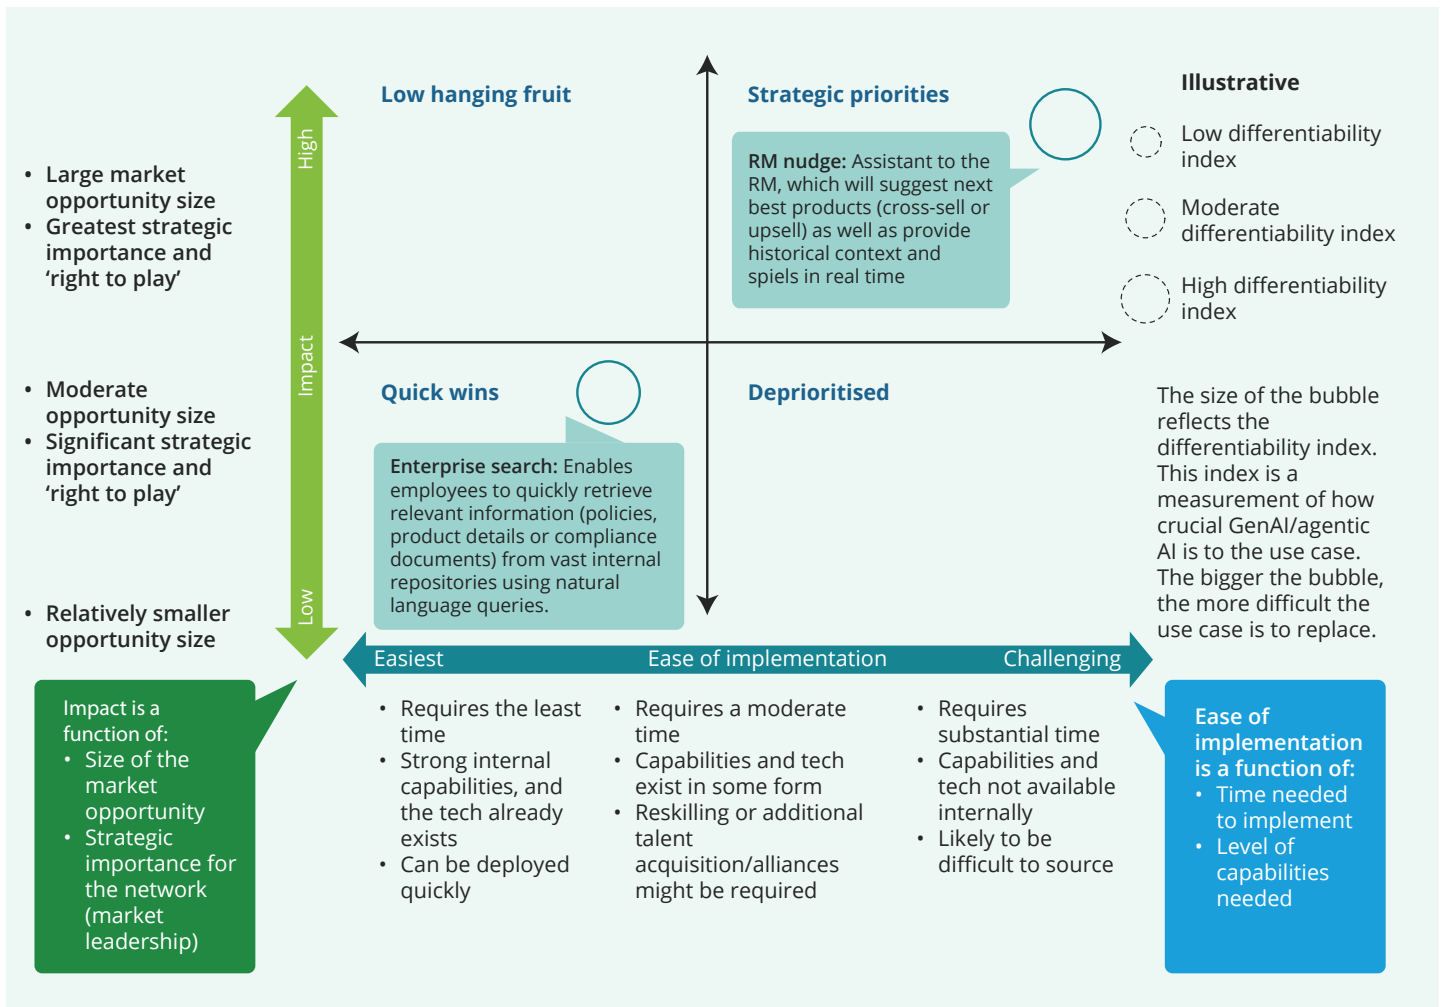 Low hanging fruit
Strategic priorities
Illustrative
Low differentiability
index
Moderate
differentiability index
High differentiability
index
RM nudge: Assistant to the
RM, which will suggest next
best products (cross-sell or
upsell) as well as provide
historical context and
spiels in real time
High
Impact
Low
• Large market
opportunity size
• Greatest strategic
importance and
‘right to play’
• Moderate
opportunity size
• Significant strategic
importance and
‘right to play’
• Relatively smaller
opportunity size
Quick wins
Deprioritised
Enterprise search: Enables
employees to quickly retrieve
relevant information (policies,
product details or compliance
documents) from vast internal
repositories using natural
language queries.
The size of the bubble
reflects the
differentiability index.
This index is a
measurement of how
crucial GenAI/agentic
AI is to the use case.
The bigger the bubble,
the more difficult the
use case is to replace.
Easiest
Ease of implementation
Challenging
Impact is a
function of:
• Size of the
market
opportunity
• Strategic
importance for
the network
(market
leadership)
• Requires the least
time
• Strong internal
capabilities, and
the tech already
exists
• Can be deployed
quickly
• Requires a moderate
time
• Capabilities and tech
exist in some form
• Reskilling or additional
talent
acquisition/alliances
might be required
• Requires
substantial time
• Capabilities and
tech not available
internally
• Likely to be
difficult to source
Ease of
implementation
is a function of:
• Time needed
to implement
• Level of
capabilities
needed